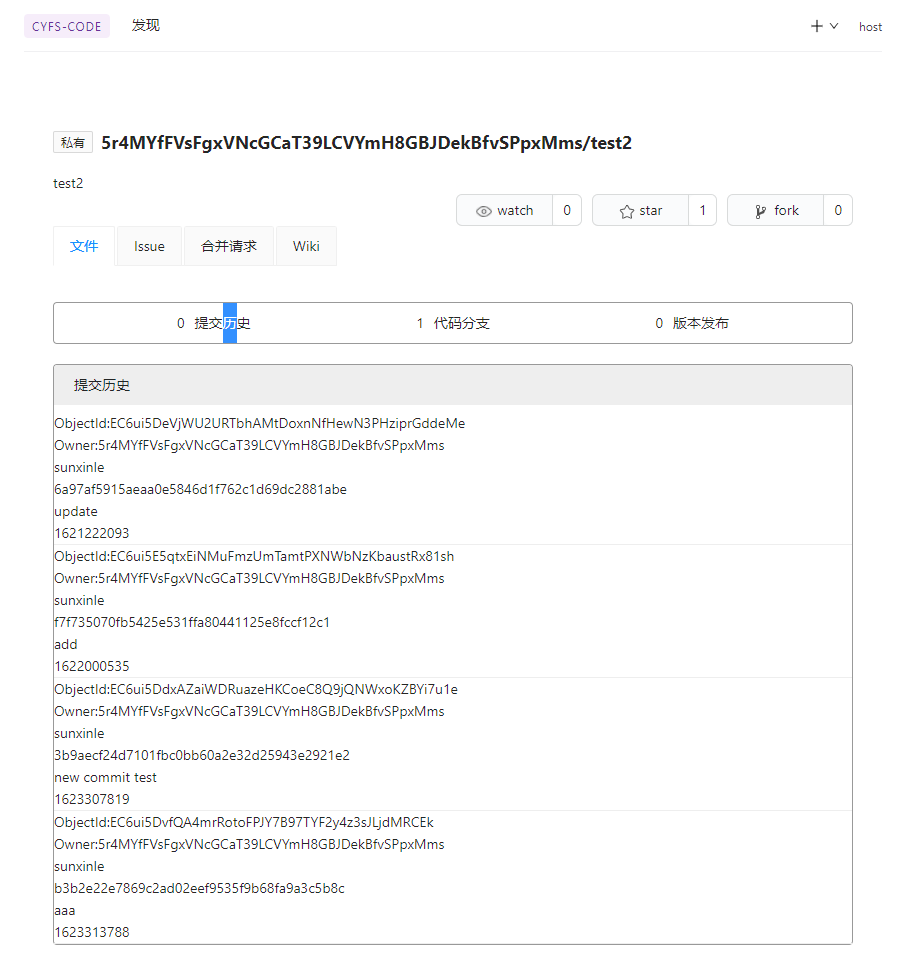 CYFS-CODE 发现 host
私有 5r4MYfFVsFgxVNcGCaT39LCVYmH8GBJDekBfvSPpxMms/test2
test2
watch 0 star 1 fork 0
文件 Issue 合并请求 Wiki
0 提交历史 1 代码分支 0 版本发布
提交历史
ObjectId:EC6ui5DeVjWU2URTbhAMtDoxnNfHewN3PHziprGddeMe
Owner:5r4MYfFVsFgxVNcGCaT39LCVYmH8GBJDekBfvSPpxMms
sunxinle
6a97af5915aeaa0e5846d1f762c1d69dc2881abe
update
1621222093
ObjectId:EC6ui5E5qtxEiNMuFmzUmTamtPXNWbNzKbaustRx81sh
Owner:5r4MYfFVsFgxVNcGCaT39LCVYmH8GBJDekBfvSPpxMms
sunxinle
f7f735070fb5425e531ffa80441125e8fccf12c1
add
1622000535
ObjectId:EC6ui5DdxAZaiWDRuazeHKCoeC8Q9jQNWxoKZBYi7u1e
Owner:5r4MYfFVsFgxVNcGCaT39LCVYmH8GBJDekBfvSPpxMms
sunxinle
3b9aecf24d7101fbc0bb60a2e32d25943e2921e2
new commit test
1623307819
ObjectId:EC6ui5DvfQA4mrRotoFPJY7B97TYF2y4z3sJLjdMRCEk
Owner:5r4MYfFVsFgxVNcGCaT39LCVYmH8GBJDekBfvSPpxMms
sunxinle
b3b2e22e7869c2ad02eef9535f9b68fa9a3c5b8c
aaa
1623313788